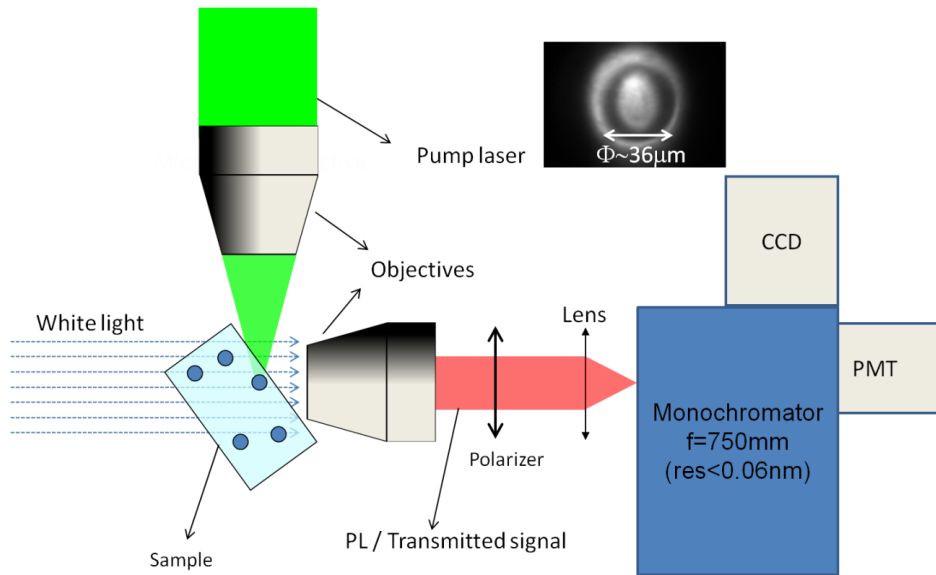 Pump laser
Φ~36µm
CCD
Objectives
White light
Lens
PMT
Monochromator
f=750mm
(res<0.06nm)
Polarizer
PL / Transmitted signal
Sample